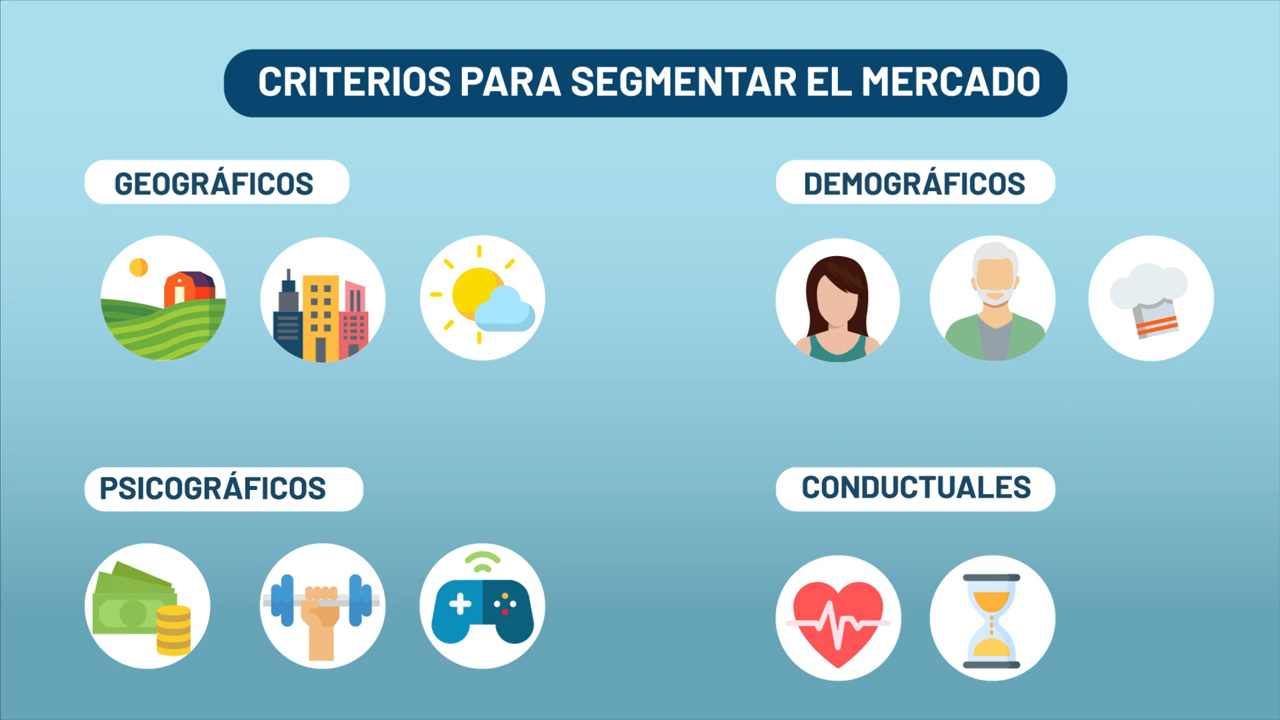 CRITERIOS PARA SEGMENTAR EL MERCADO
GEOGRÁFICOS
DEMOGRÁFICOS
PSICOGRÁFICOS
CONDUCTUALES